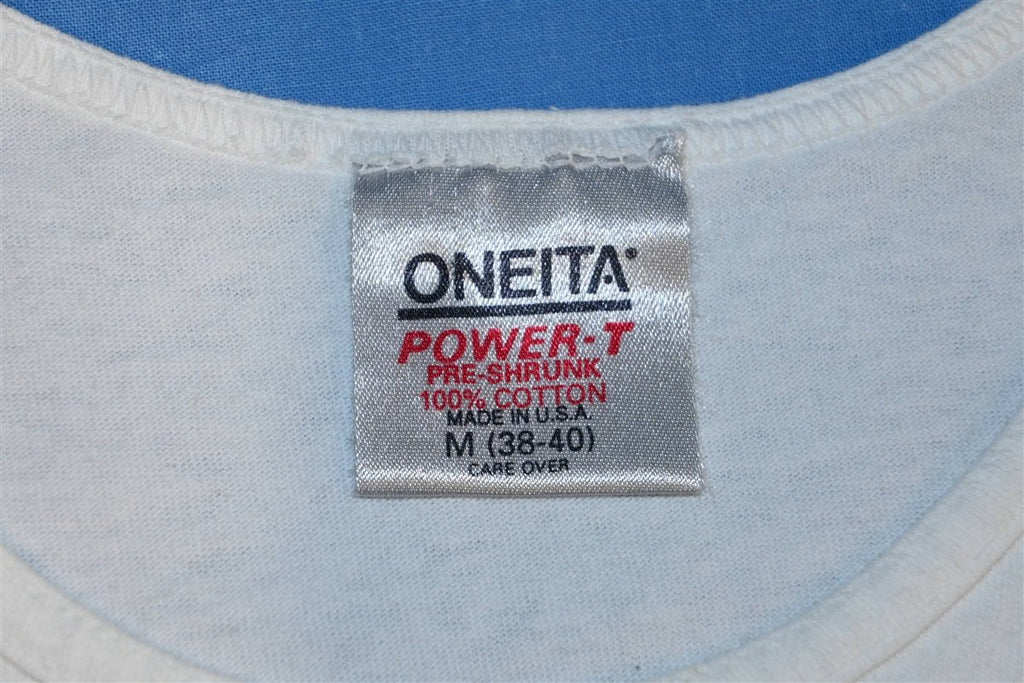 ONEITA®
POWER-T
PRE-SHRUNK
100% COTTON
MADE IN U.S.A.
M (38-40)
CARE OVER